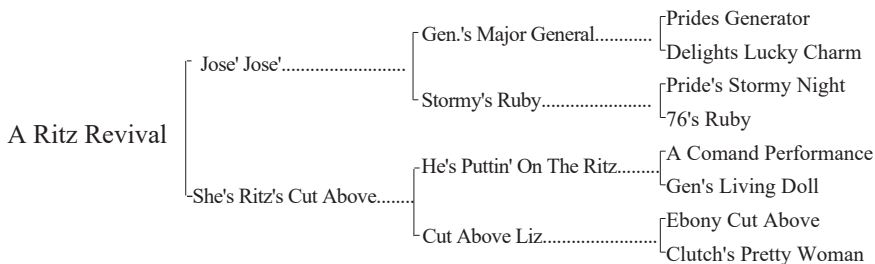 Prides Generator
Gen.'s Major General............
Delights Lucky Charm
Jose' Jose'..........................
Pride's Stormy Night
Stormy's Ruby......................
76's Ruby
A Ritz Revival
A Comand Performance
He's Puttin' On The Ritz.........
Gen's Living Doll
She's Ritz's Cut Above........
Ebony Cut Above
Cut Above Liz.......................
Clutch's Pretty Woman